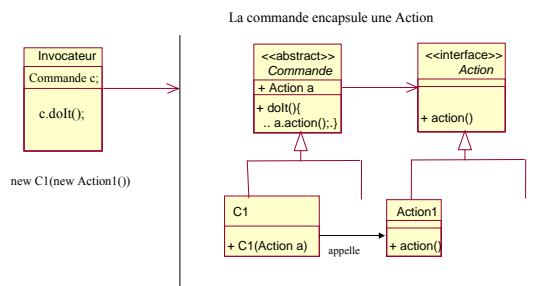 La commande encapsule une Action
Invocateur
Commande c;
c.doIt();
new C1(new Action1())
<<abstract>>
Commande
+ Action a
+ doIt(){
.. a.action();.}
<<interface>>
Action
+ action()
C1
+ C1(Action a)
appelle
Action1
+ action()